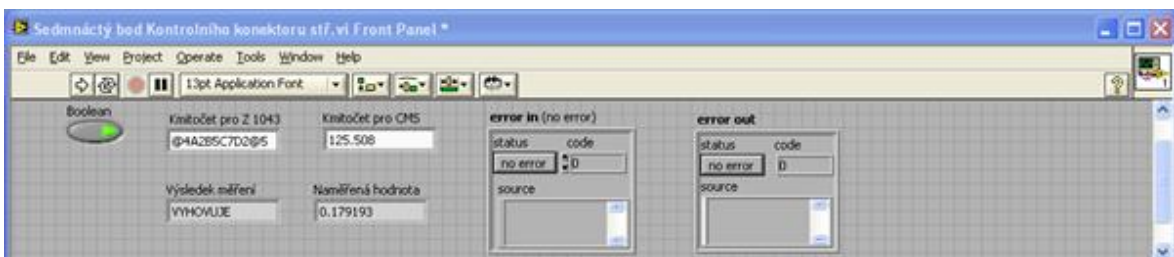 Sedmnáctý bod Kontrolního konektoru stř.vi Front Panel *
File Edit View Project Operate Tools Window Help
13pt Application Font
Boolean
Kmitočet pro Z 1043
Kmitočet pro CMS
error in (no error)
error out
@4A2B5C7D2@5
125.508
status code
no error 0
status code
no error 0
source
source
Výsledek měření
Naměřená hodnota
VYHOVUJE
0.179193
1